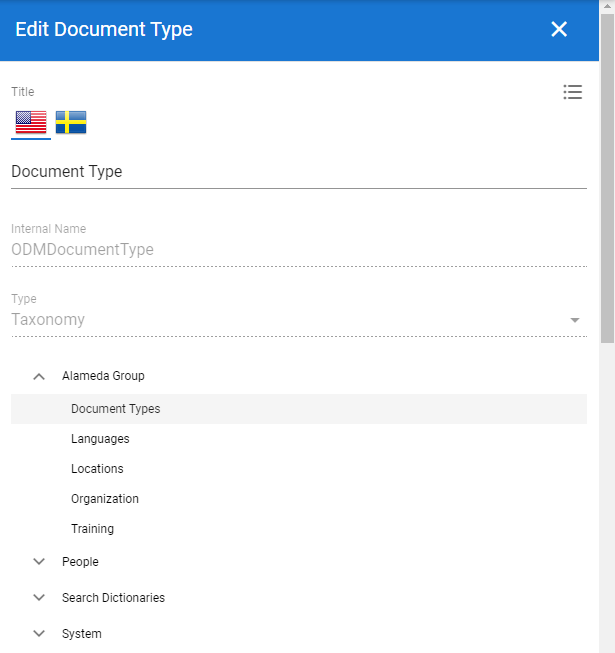 Edit Document Type
Title
Document Type
Internal Name
ODMDocumentType
Type
Taxonomy
Alameda Group
Document Types
Languages
Locations
Organization
Training
People
Search Dictionaries
System